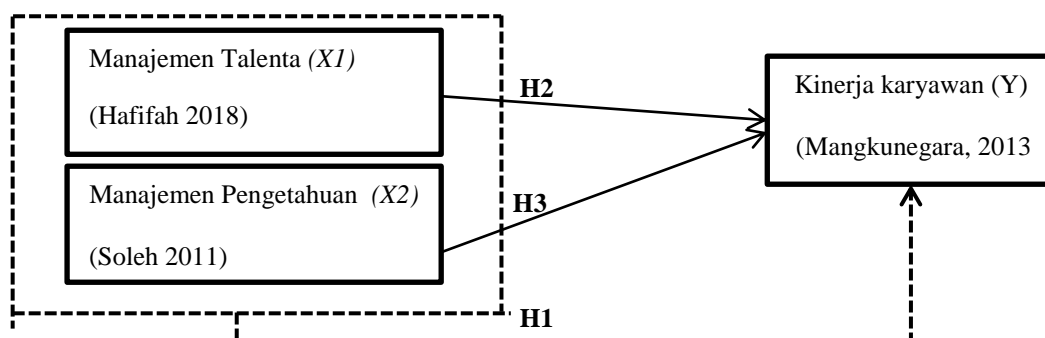 Manajemen Talenta (X1)
(Hafifah 2018)
H2
Kinerja karyawan (Y)
(Mangkunegara, 2013
Manajemen Pengetahuan (X2)
(Soleh 2011)
H3
H1